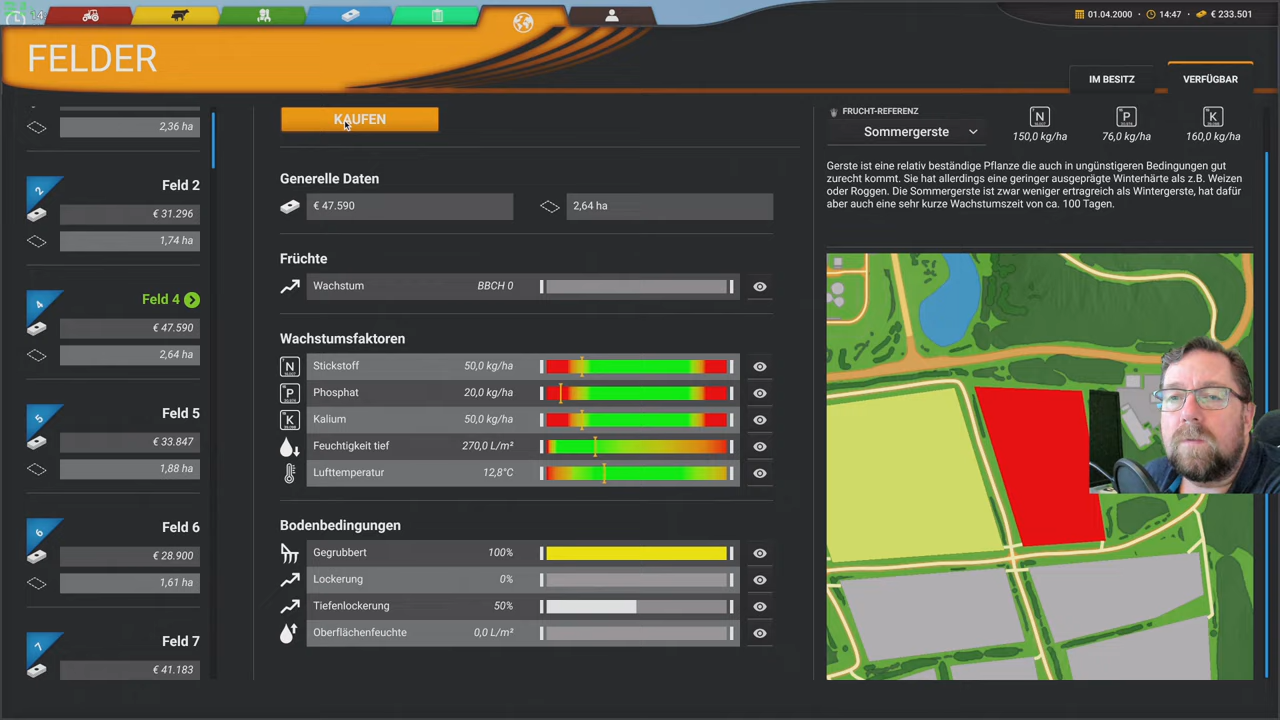 14
01.04.2000
14:47
€ 233.501
FELDER
IM BESITZ
VERFÜGBAR
2,36 ha
2
Feld 2
€ 31.296
1,74 ha
4
Feld 4
€ 47.590
2,64 ha
5
Feld 5
€ 33.847
1,88 ha
6
Feld 6
€ 28.900
1,61 ha
7
Feld 7
€ 41.183
KAUFEN
Generelle Daten
€ 47.590
2,64 ha
Früchte
Wachstum BBCH 0
Wachstumsfaktoren
N Stickstoff 50,0 kg/ha
P Phosphat 20,0 kg/ha
K Kalium 50,0 kg/ha
Feuchtigkeit tief 270,0 L/m²
Lufttemperatur 12,8°C
Bodenbedingungen
Gegrubbert 100%
Lockerung 0%
Tiefenlockerung 50%
Oberflächenfeuchte 0,0 L/m²
FRUCHT-REFERENZ
Sommergerste
N
150,0 kg/ha
P
76,0 kg/ha
K
160,0 kg/ha
Gerste ist eine relativ beständige Pflanze die auch in ungünstigeren Bedingungen gut
zurecht kommt. Sie hat allerdings eine geringer ausgeprägte Winterhärte als z.B. Weizen
oder Roggen. Die Sommergerste ist zwar weniger ertragreich als Wintergerste, hat dafür
aber auch eine sehr kurze Wachstumszeit von ca. 100 Tagen.